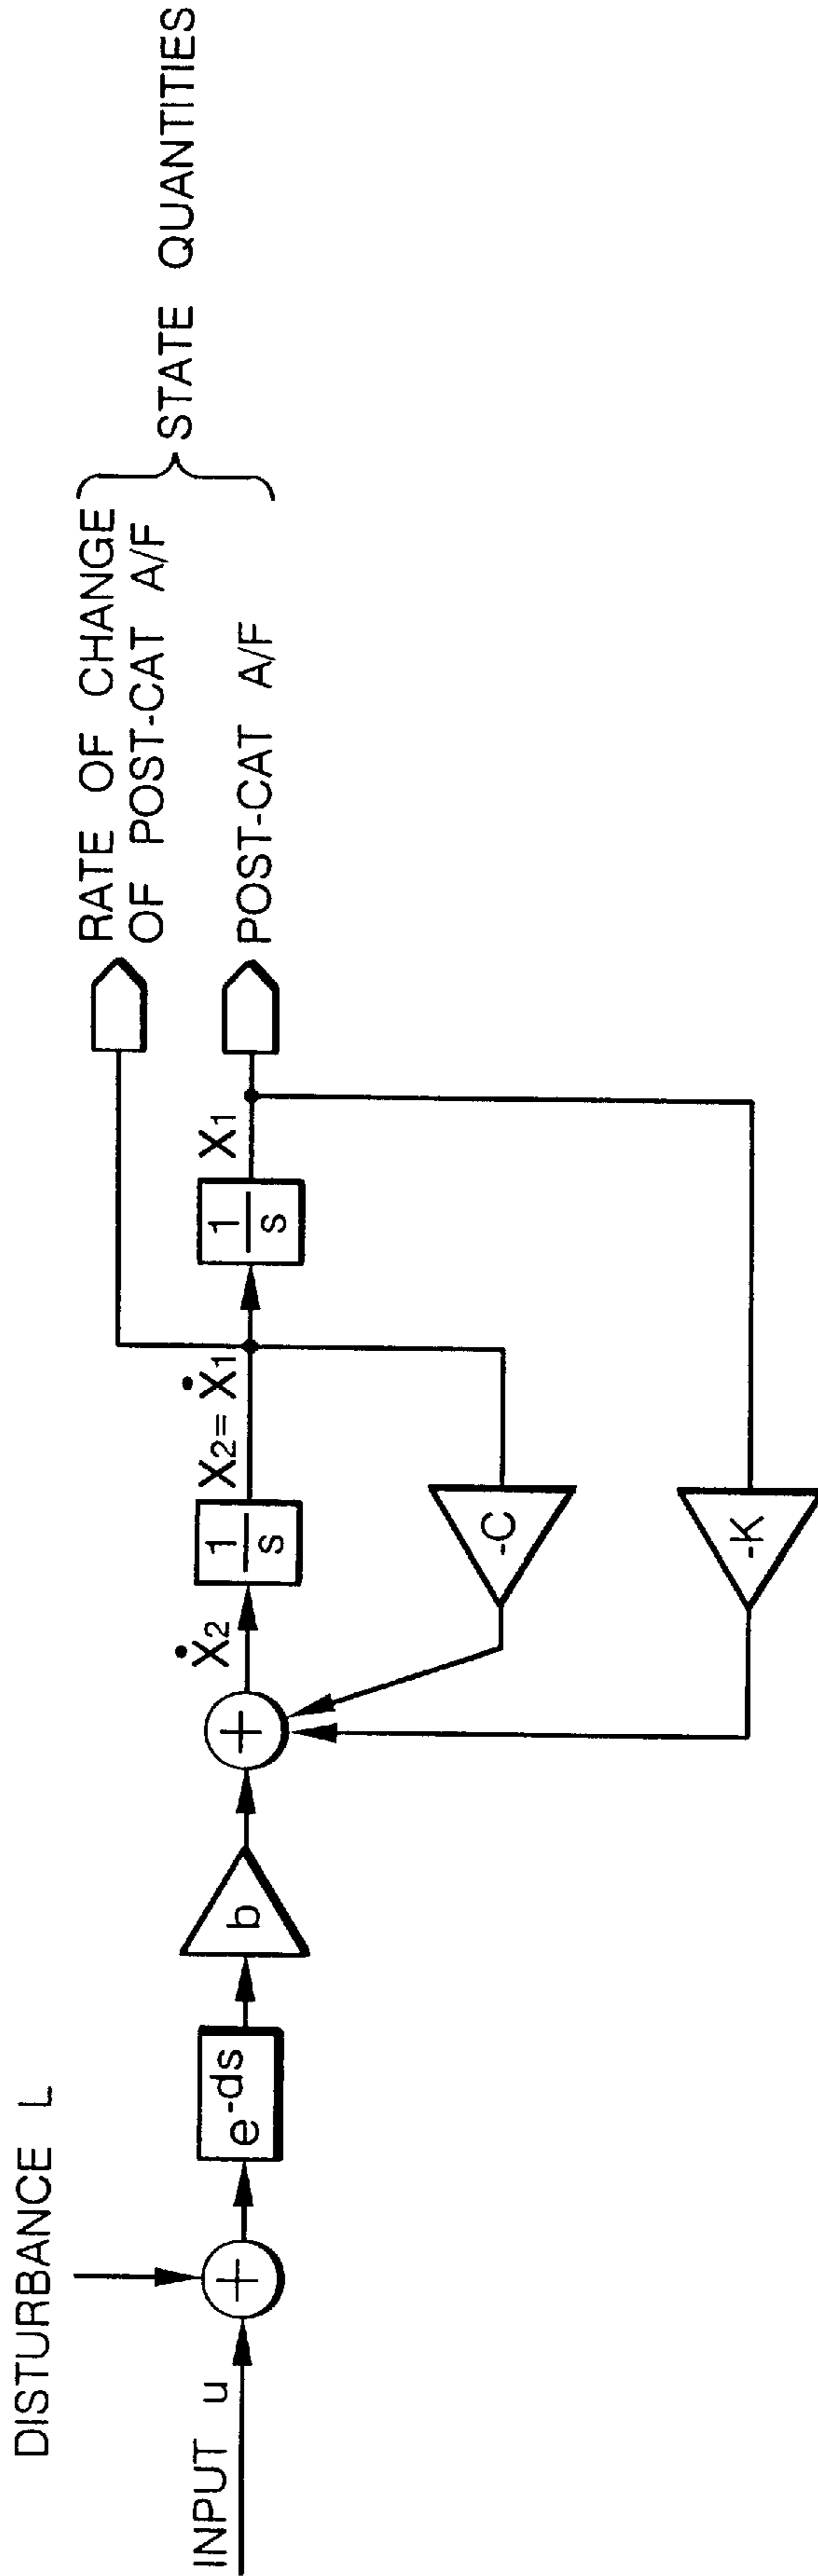 DISTURBANCE L
INPUT u
+
e^-ds
b
+
Ẋ2
1/s
X2=Ẋ1
1/s
X1
-C
-K
RATE OF CHANGE
OF POST-CAT A/F
POST-CAT A/F
STATE QUANTITIES